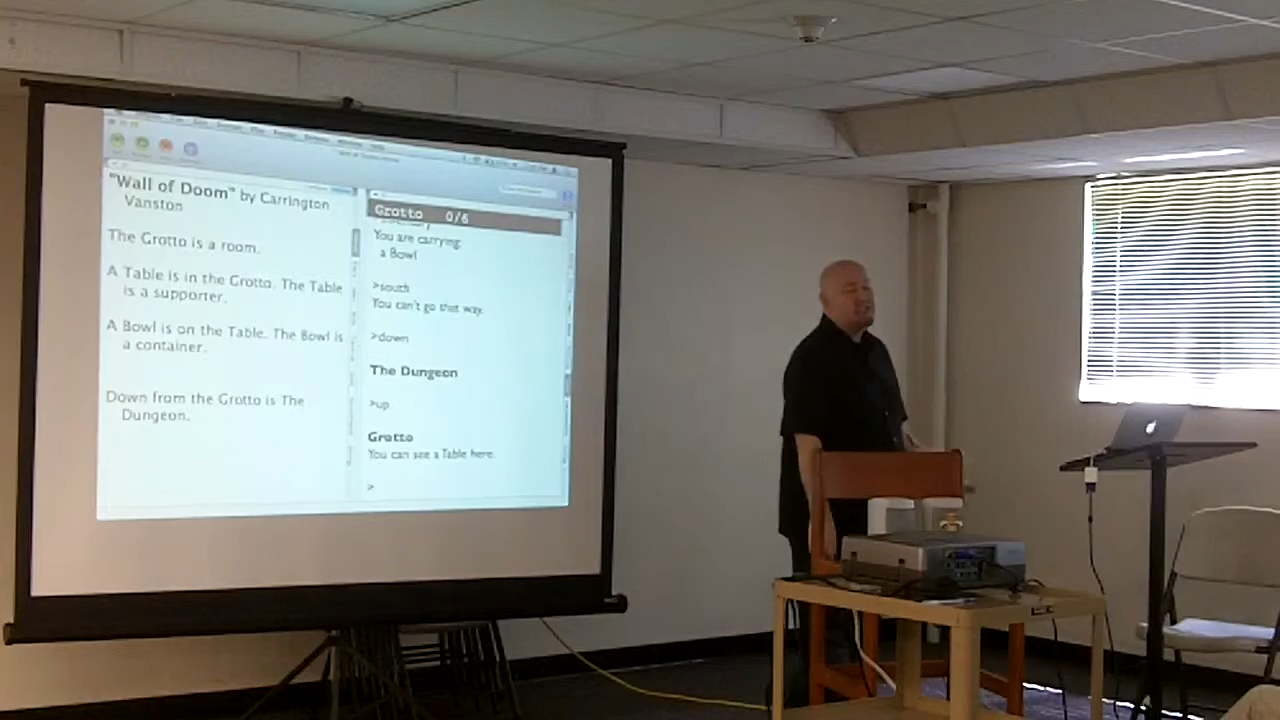 "Wall of Doom" by Carrington
Vanston
The Grotto is a room.
A Table is in the Grotto. The Table
is a supporter.
A Bowl is on the Table. The Bowl is
a container.
Down from the Grotto is The
Dungeon.
Grotto 0/6
You are carrying:
a Bowl
>south
You can't go that way.
>down
The Dungeon
>up
Grotto
You can see a Table here.
>